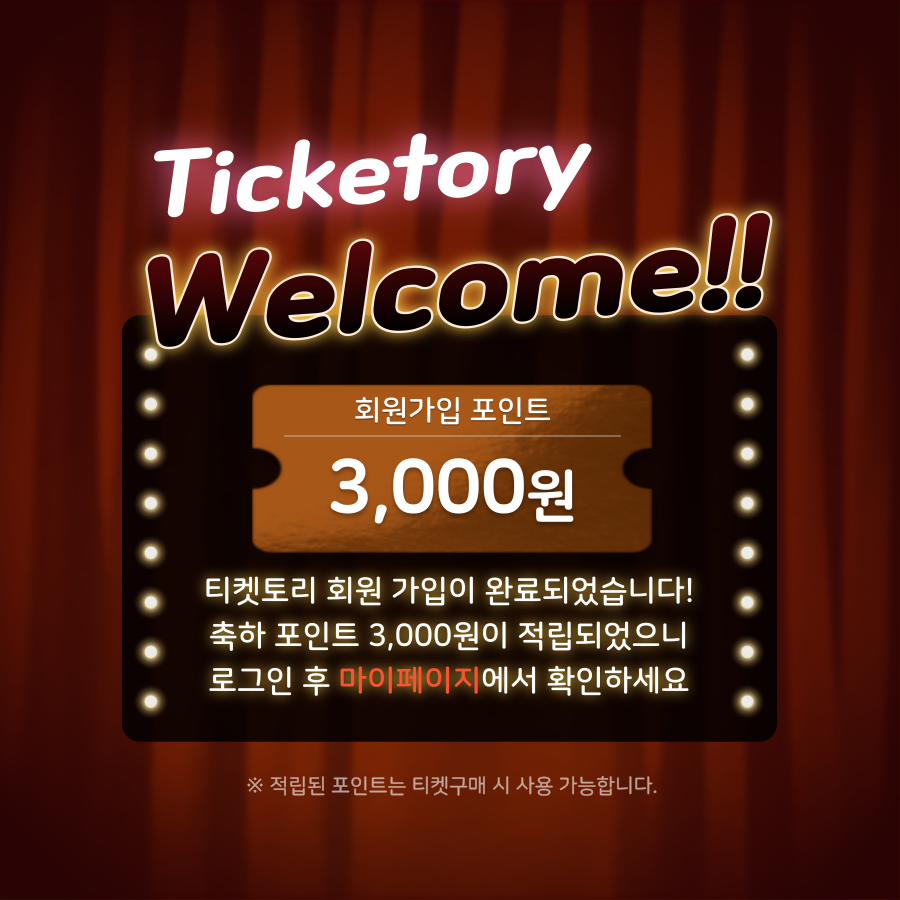 Ticketory
Welcome!!
회원가입 포인트
3,000원
티켓토리 회원 가입이 완료되었습니다!
축하 포인트 3,000원이 적립되었으니
로그인 후 마이페이지에서 확인하세요
※ 적립된 포인트는 티켓구매 시 사용 가능합니다.